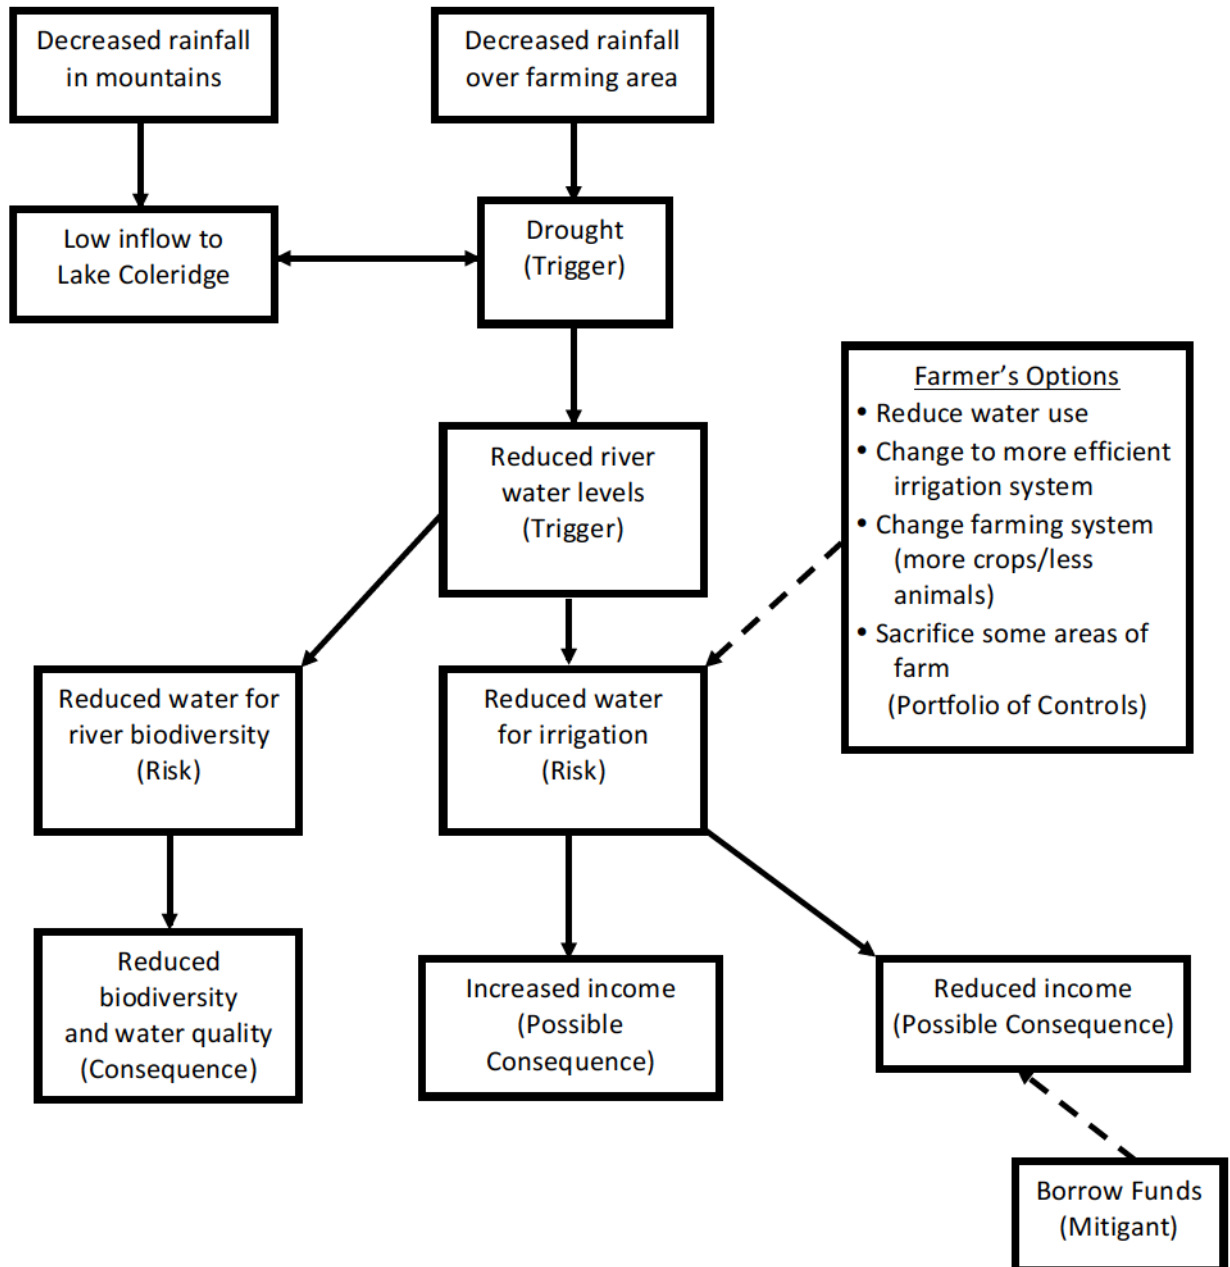 Decreased rainfall
in mountains
Decreased rainfall
over farming area
Low inflow to
Lake Coleridge
Drought
(Trigger)
Reduced river
water levels
(Trigger)
Farmer’s Options
• Reduce water use
• Change to more efficient
irrigation system
• Change farming system
(more crops/less
animals)
• Sacrifice some areas of
farm
(Portfolio of Controls)
Reduced water for
river biodiversity
(Risk)
Reduced water
for irrigation
(Risk)
Reduced
biodiversity
and water quality
(Consequence)
Increased income
(Possible
Consequence)
Reduced income
(Possible Consequence)
Borrow Funds
(Mitigant)